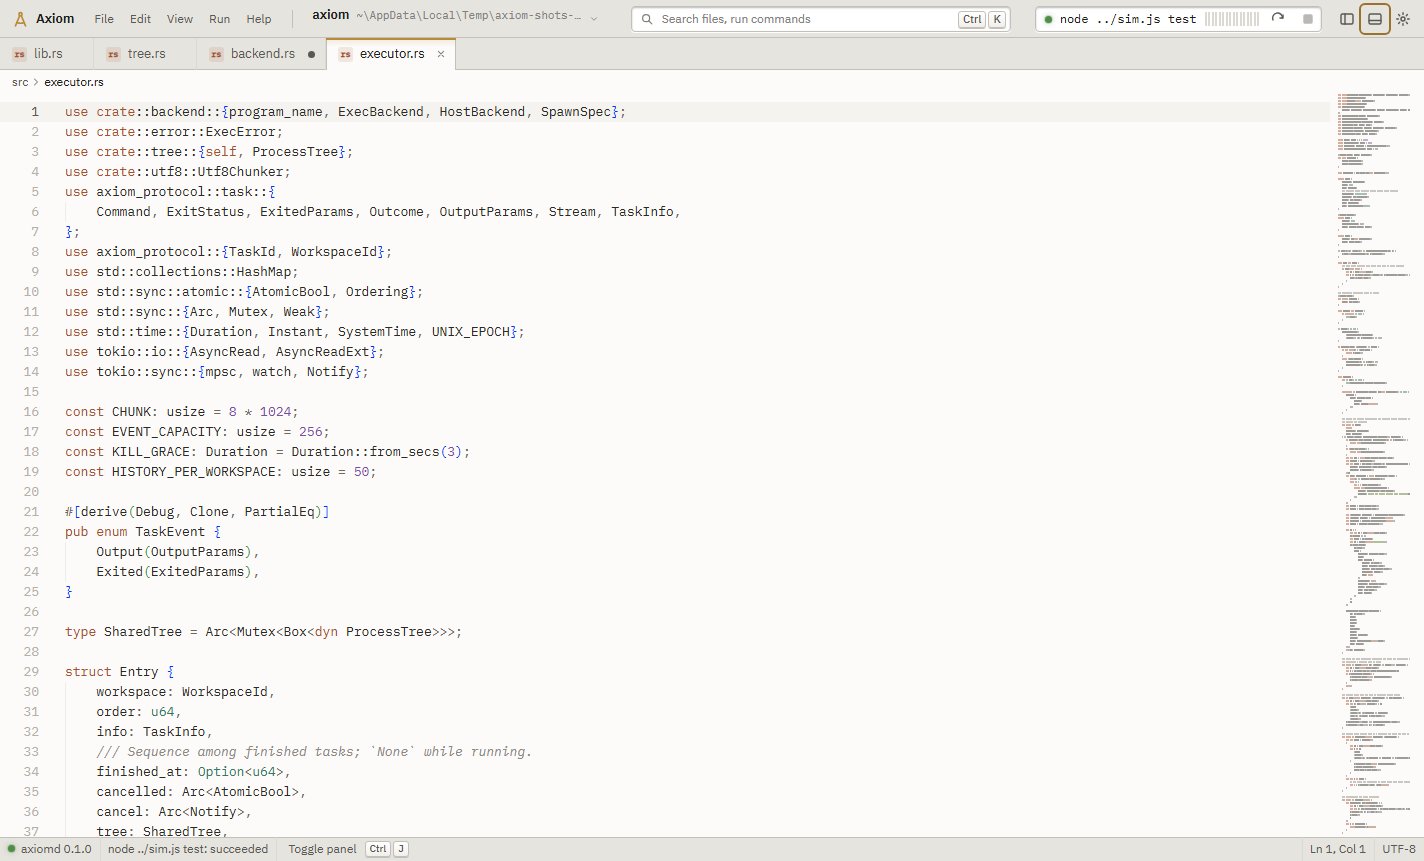 Axiom File Edit View Run Help axiom ~\AppData\Local\Temp\axiom-shots-… Search files, run commands Ctrl K node ../sim.js test
rs lib.rs rs tree.rs rs backend.rs rs executor.rs
src > executor.rs
1 use crate::backend::{program_name, ExecBackend, HostBackend, SpawnSpec};
2 use crate::error::ExecError;
3 use crate::tree::{self, ProcessTree};
4 use crate::utf8::Utf8Chunker;
5 use axiom_protocol::task::{
6 Command, ExitStatus, ExitedParams, Outcome, OutputParams, Stream, TaskInfo,
7 };
8 use axiom_protocol::{TaskId, WorkspaceId};
9 use std::collections::HashMap;
10 use std::sync::atomic::{AtomicBool, Ordering};
11 use std::sync::{Arc, Mutex, Weak};
12 use std::time::{Duration, Instant, SystemTime, UNIX_EPOCH};
13 use tokio::io::{AsyncRead, AsyncReadExt};
14 use tokio::sync::{mpsc, watch, Notify};
15
16 const CHUNK: usize = 8 * 1024;
17 const EVENT_CAPACITY: usize = 256;
18 const KILL_GRACE: Duration = Duration::from_secs(3);
19 const HISTORY_PER_WORKSPACE: usize = 50;
20
21 #[derive(Debug, Clone, PartialEq)]
22 pub enum TaskEvent {
23 Output(OutputParams),
24 Exited(ExitedParams),
25 }
26
27 type SharedTree = Arc<Mutex<Box<dyn ProcessTree>>>;
28
29 struct Entry {
30 workspace: WorkspaceId,
31 order: u64,
32 info: TaskInfo,
33 /// Sequence among finished tasks; `None` while running.
34 finished_at: Option<u64>,
35 cancelled: Arc<AtomicBool>,
36 cancel: Arc<Notify>,
37 tree: SharedTree,
axiomd 0.1.0 node ../sim.js test: succeeded Toggle panel Ctrl J Ln 1, Col 1 UTF-8